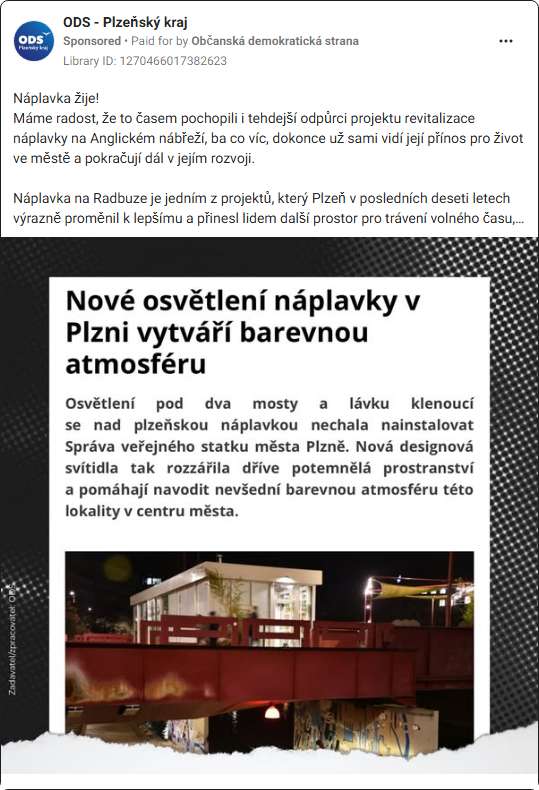 ODS - Plzeňský kraj
Sponsored • Paid for by Občanská demokratická strana
Library ID: 1270466017382623
ODS
Plzeňský kraj
Náplavka žije!
Máme radost, že to časem pochopili i tehdejší odpůrci projektu revitalizace
náplavky na Anglickém nábřeží, ba co víc, dokonce už sami vidí její přínos pro život
ve městě a pokračují dál v jejím rozvoji.
Náplavka na Radbuze je jedním z projektů, který Plzeň v posledních deseti letech
výrazně proměnil k lepšímu a přinesl lidem další prostor pro trávení volného času,...
Nové osvětlení náplavky v
Plzni vytváří barevnou
atmosféru
Osvětlení pod dva mosty a lávku klenoucí
se nad plzeňskou náplavkou nechala nainstalovat
Správa veřejného statku města Plzně. Nová designová
svítidla tak rozzářila dříve potemnělá prostranství
a pomáhají navodit nevšední barevnou atmosféru této
lokality v centru města.
Zadavatel/zpracovatel: ODS